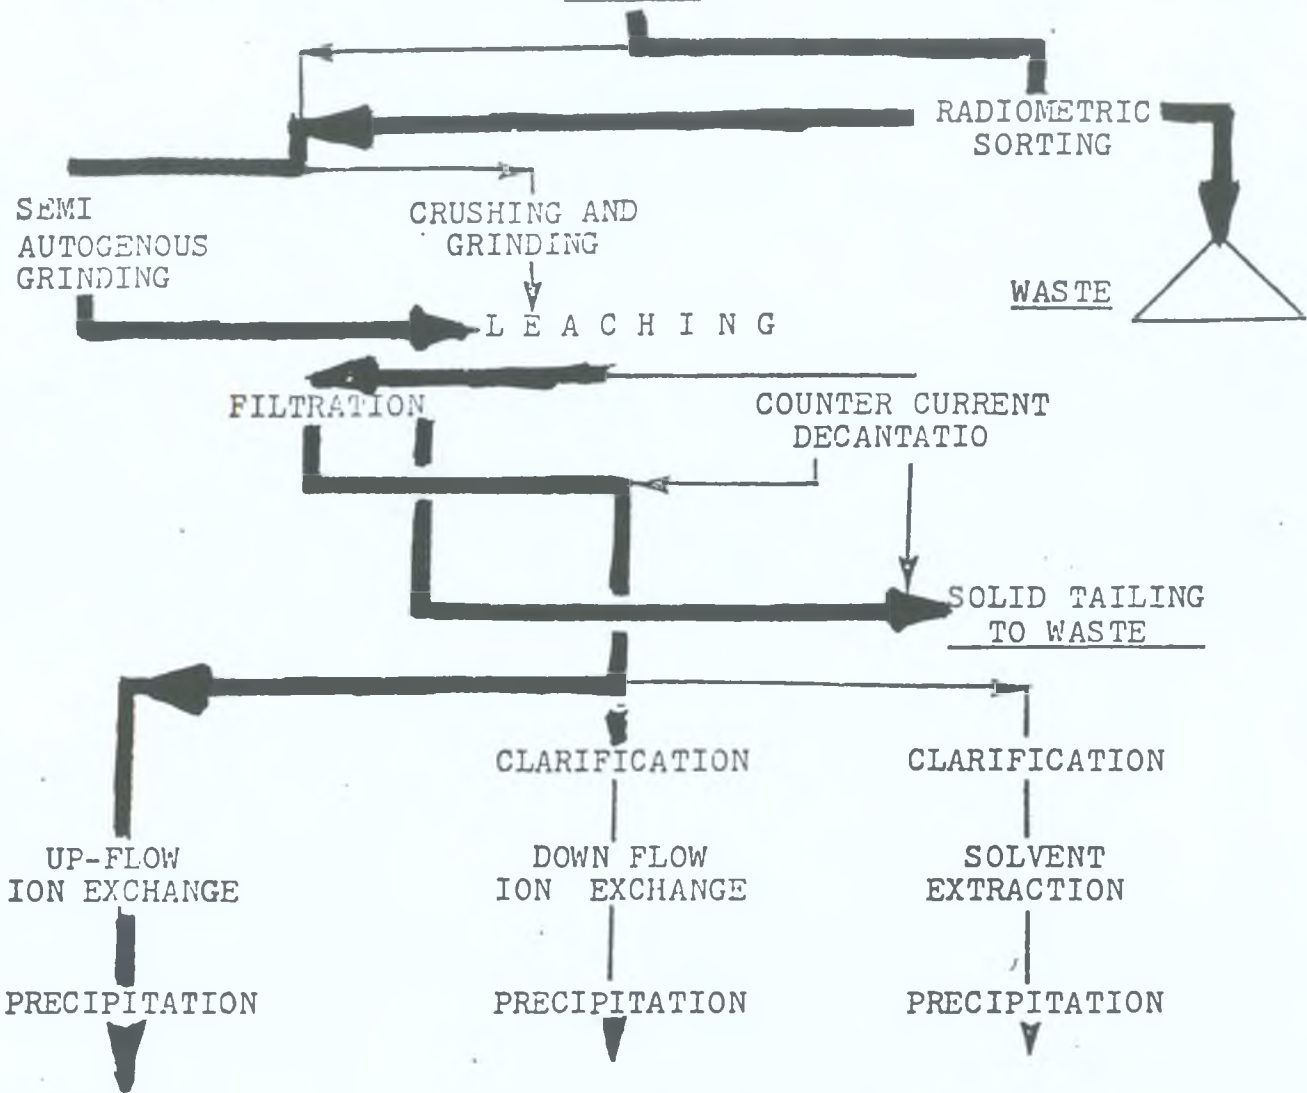 RADIOMETRIC
SORTING
SEMI
AUTOGENOUS
GRINDING
CRUSHING AND
GRINDING
WASTE
L E A C H I N G
FILTRATION
COUNTER CURRENT
DECANTATIO
SOLID TAILING
TO WASTE
CLARIFICATION
CLARIFICATION
UP-FLOW
ION EXCHANGE
DOWN FLOW
ION EXCHANGE
SOLVENT
EXTRACTION
PRECIPITATION
PRECIPITATION
PRECIPITATION